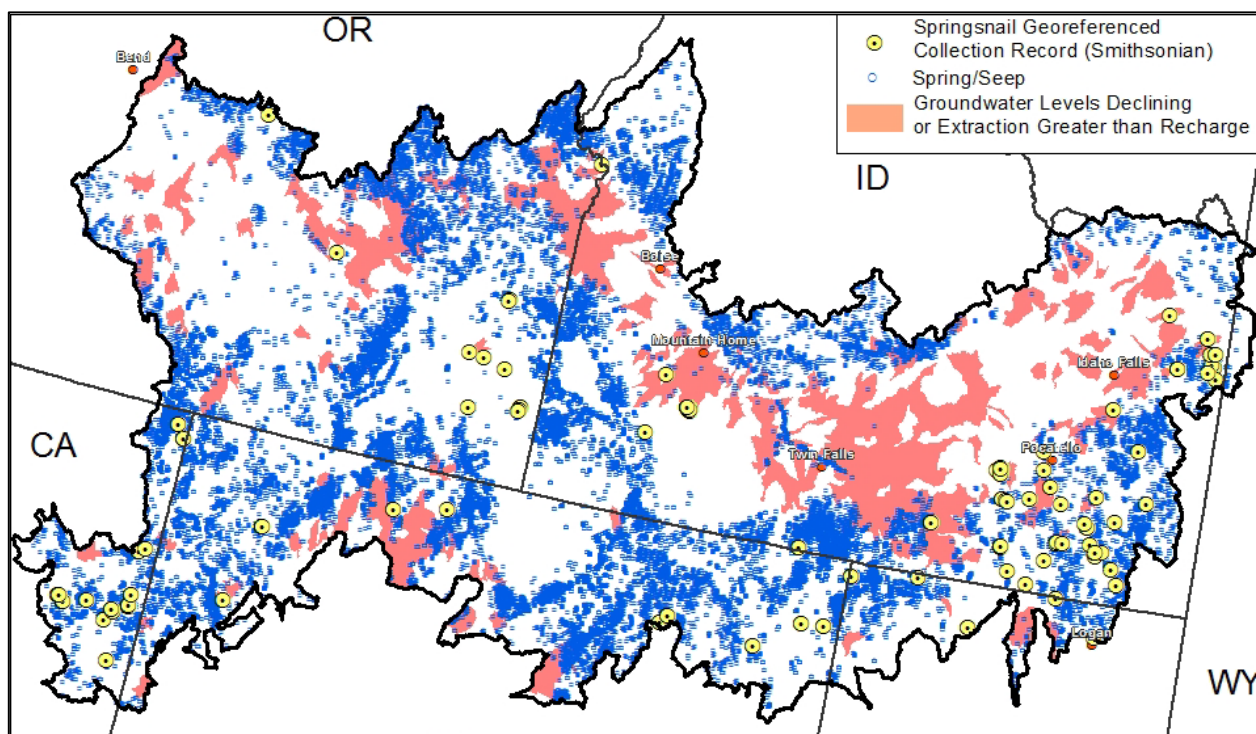 OR
Springsnail Georeferenced
Collection Record (Smithsonian)
Spring/Seep
Groundwater Levels Declining
or Extraction Greater than Recharge
Bend
ID
Boise
Mountain Home
Idaho Falls
CA
Twin Falls
Pocatello
Logan
WY